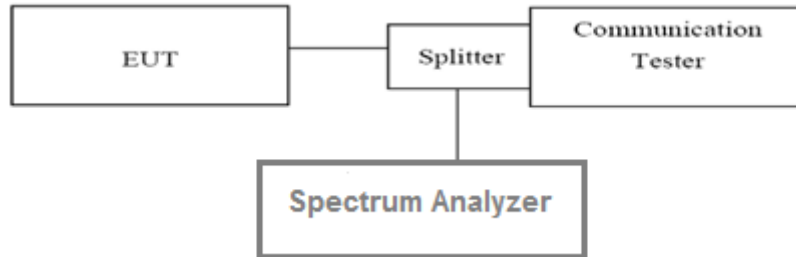 EUT
Splitter
Communication
Tester
Spectrum Analyzer